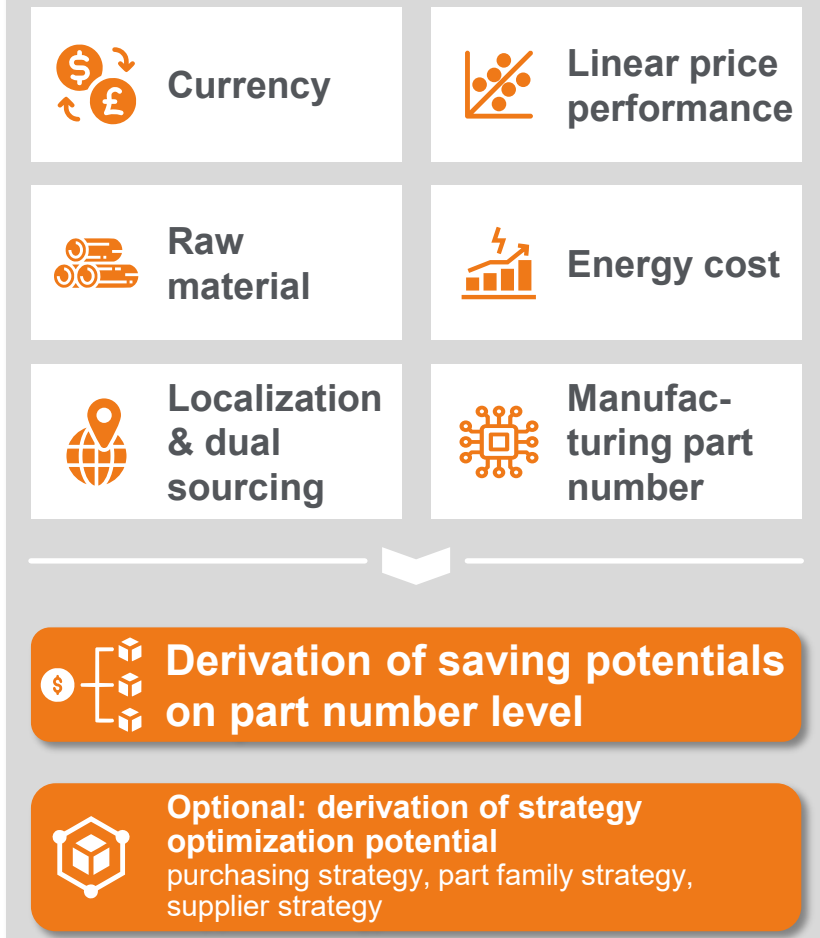 $
£
Currency
Linear price
performance
Raw
material
Energy cost
Localization
& dual
sourcing
Manufac-
turing part
number
$
Derivation of saving potentials
on part number level
Optional: derivation of strategy
optimization potential
purchasing strategy, part family strategy,
supplier strategy